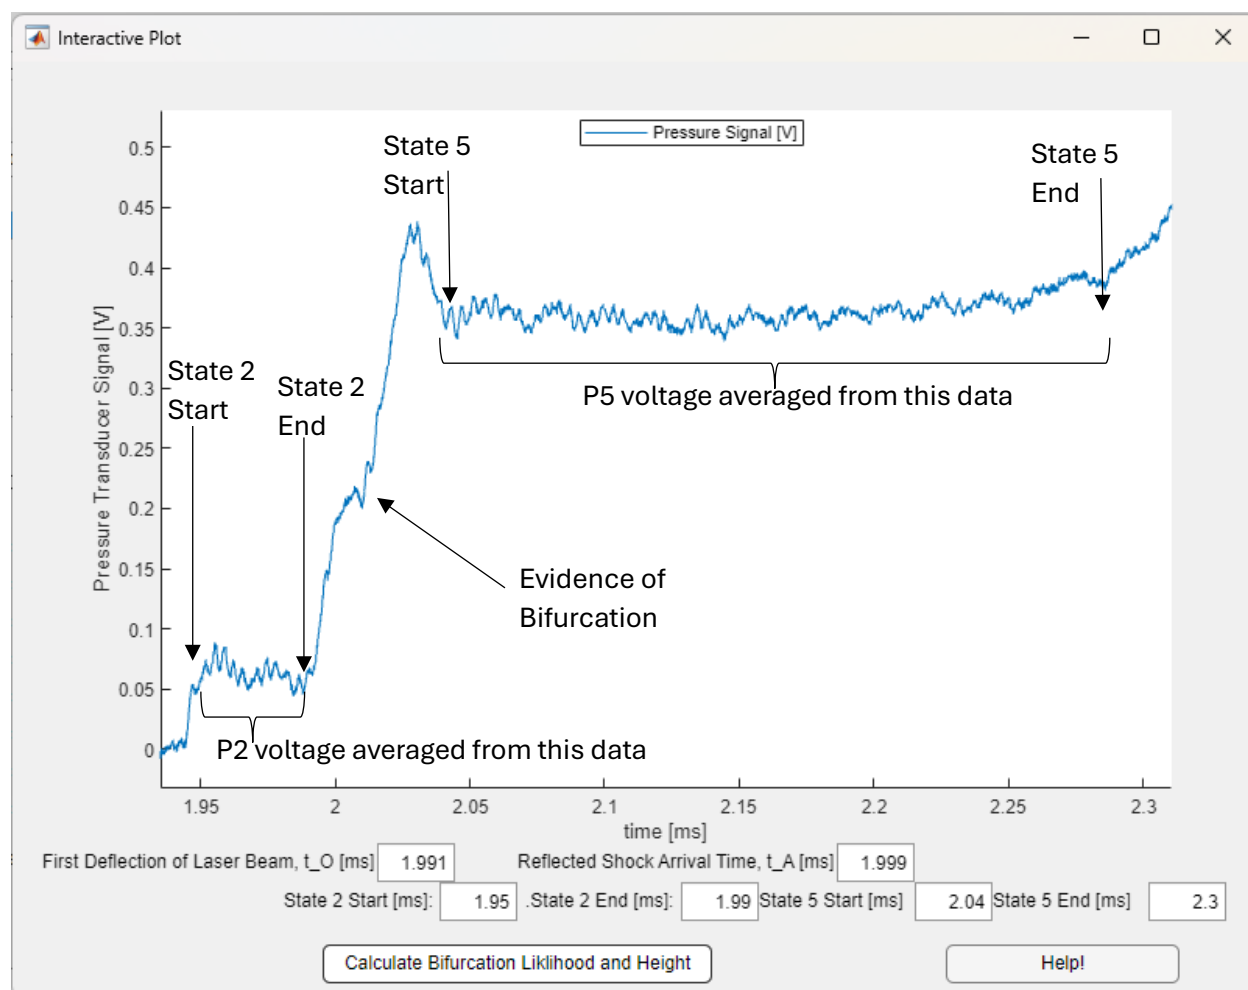 Interactive Plot
Pressure Signal [V]
State 5
Start
State 5
End
State 2
Start
State 2
End
P5 voltage averaged from this data
Evidence of
Bifurcation
P2 voltage averaged from this data
Pressure Transducer Signal [V]
0.5
0.45
0.4
0.35
0.3
0.25
0.2
0.15
0.1
0.05
0
1.95
2
2.05
2.1
2.15
2.2
2.25
2.3
time [ms]
First Deflection of Laser Beam, t_O [ms] 1.991
Reflected Shock Arrival Time, t_A [ms] 1.999
State 2 Start [ms]: 1.95 .State 2 End [ms]: 1.99 State 5 Start [ms] 2.04 State 5 End [ms] 2.3
Calculate Bifurcation Liklihood and Height
Help!